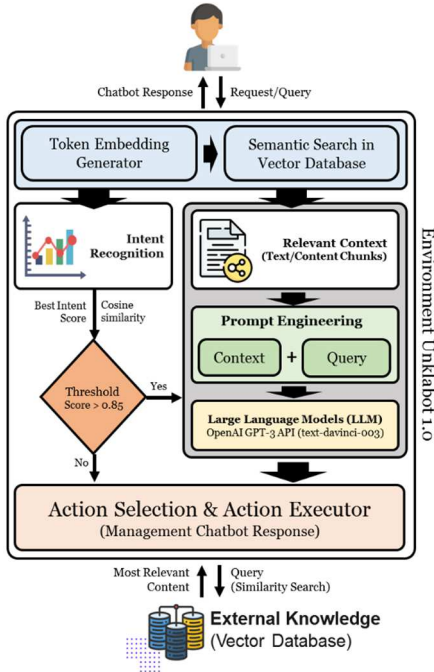 Chatbot Response
Request/Query
Token Embedding
Generator
Semantic Search in
Vector Database
Intent
Recognition
Relevant Context
(Text/Content Chunks)
Best Intent
Score
Cosine
similarity
Prompt Engineering
Context
+
Query
Threshold
Score > 0.85
Yes
No
Large Language Models (LLM)
OpenAI GPT-3 API (text-davinci-003)
Action Selection & Action Executor
(Management Chatbot Response)
Environment Unklabot 1.0
Most Relevant
Content
Query
(Similarity Search)
External Knowledge
(Vector Database)